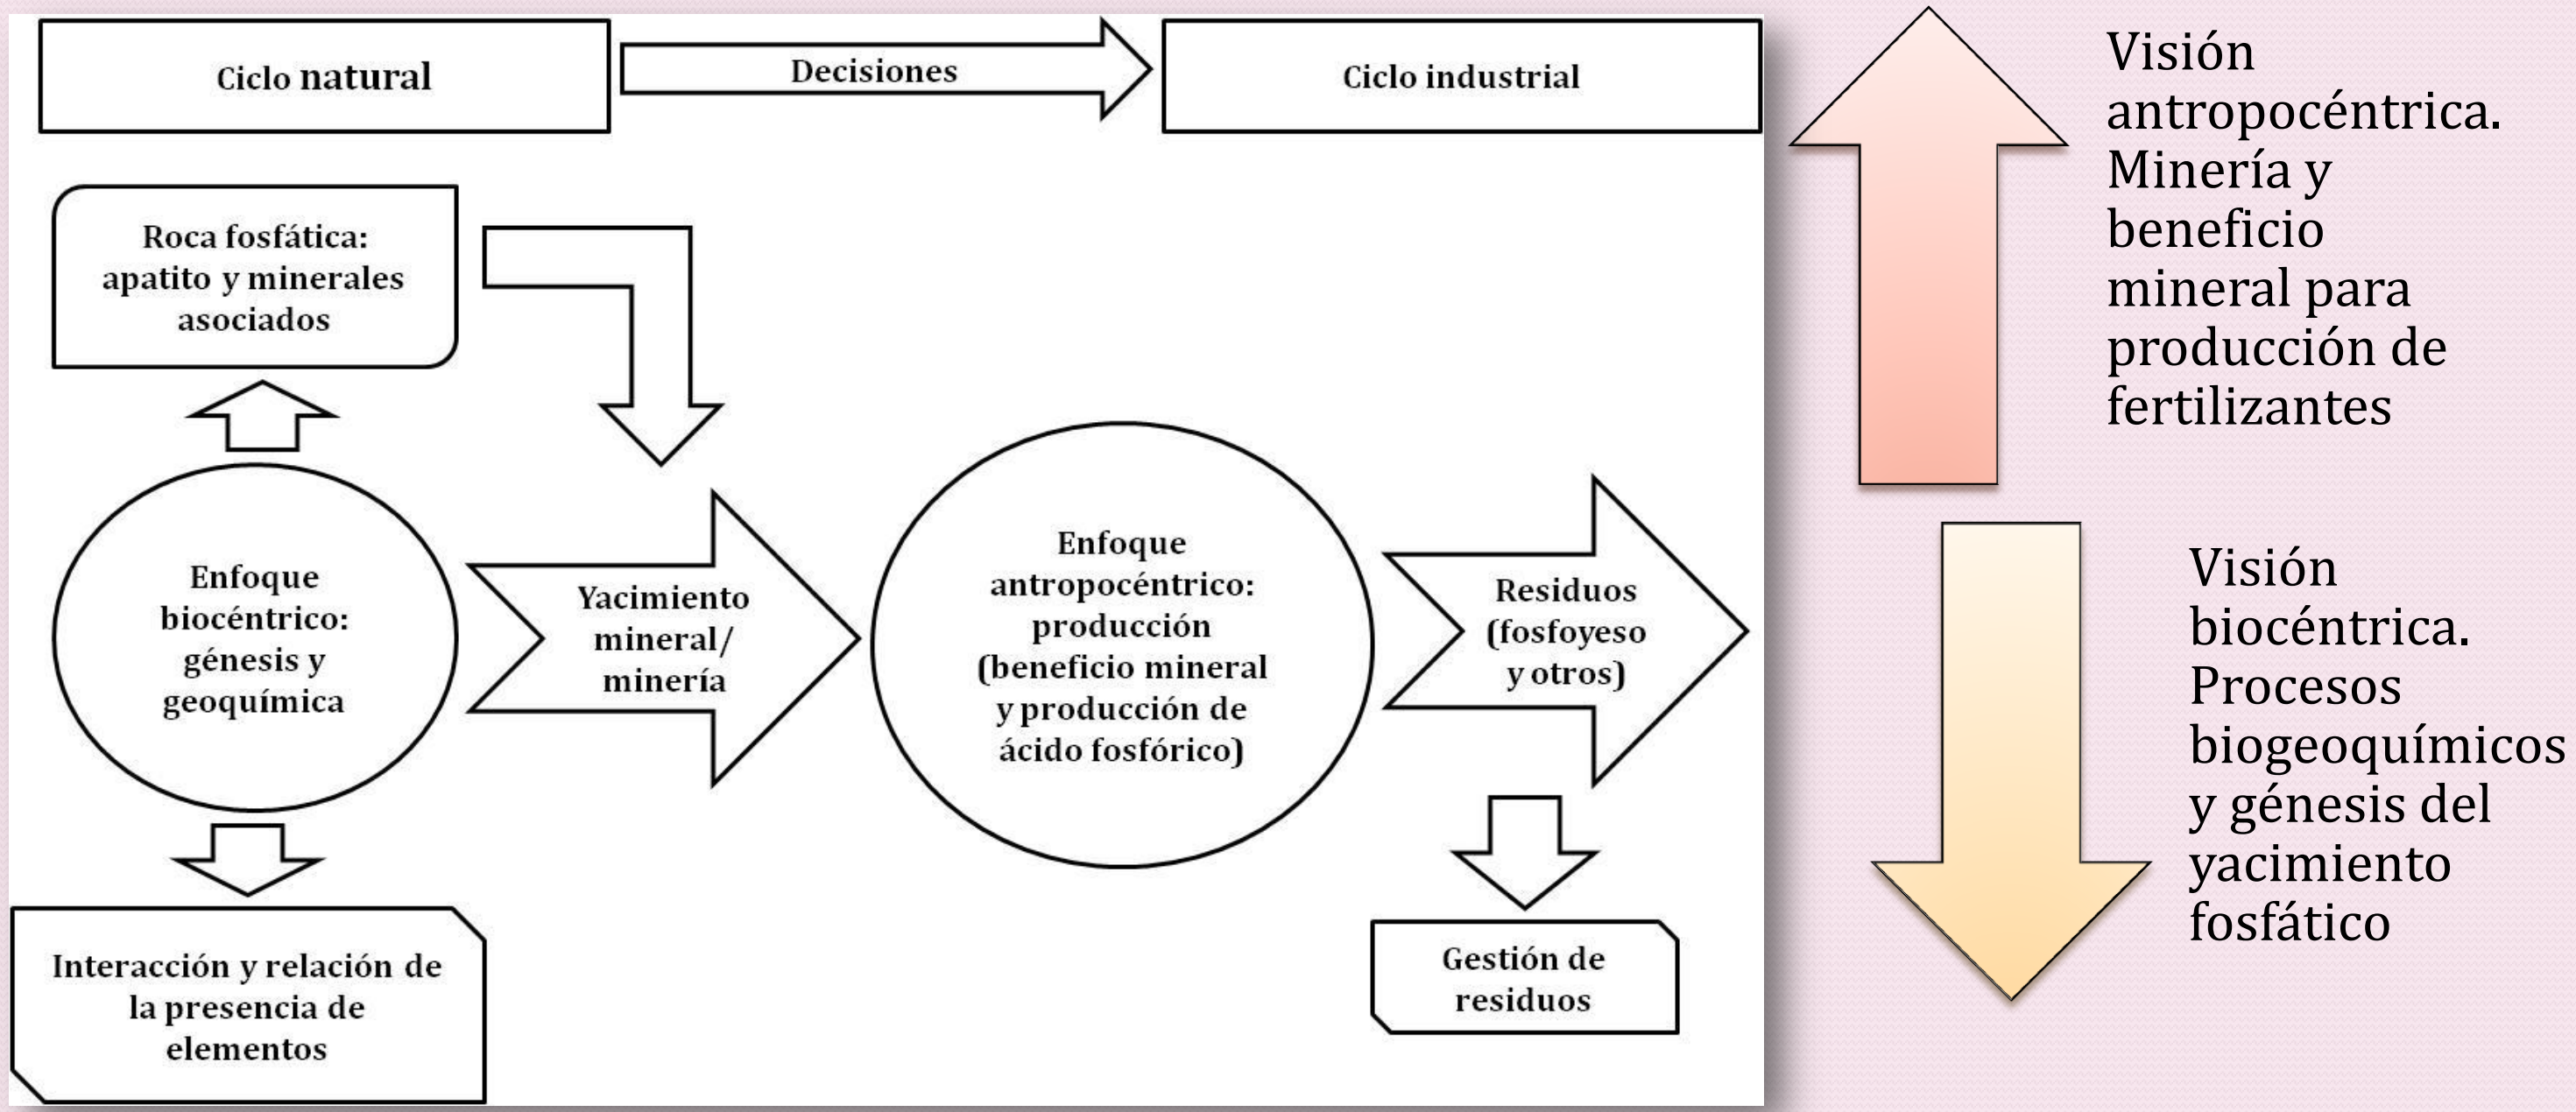 Ciclo natural
Decisiones
Ciclo industrial
Roca fosfática:
apatito y minerales
asociados
Enfoque
biocéntrico:
génesis y
geoquímica
Yacimiento
mineral/
minería
Enfoque
antropocéntrico:
producción
(beneficio mineral
y producción de
ácido fosfórico)
Residuos
(fosfoyeso
y otros)
Interacción y relación de
la presencia de
elementos
Gestión de
residuos
Visión
antropocéntrica.
Minería y
beneficio
mineral para
producción de
fertilizantes
Visión
biocéntrica.
Procesos
biogeoquímicos
y génesis del
yacimiento
fosfático